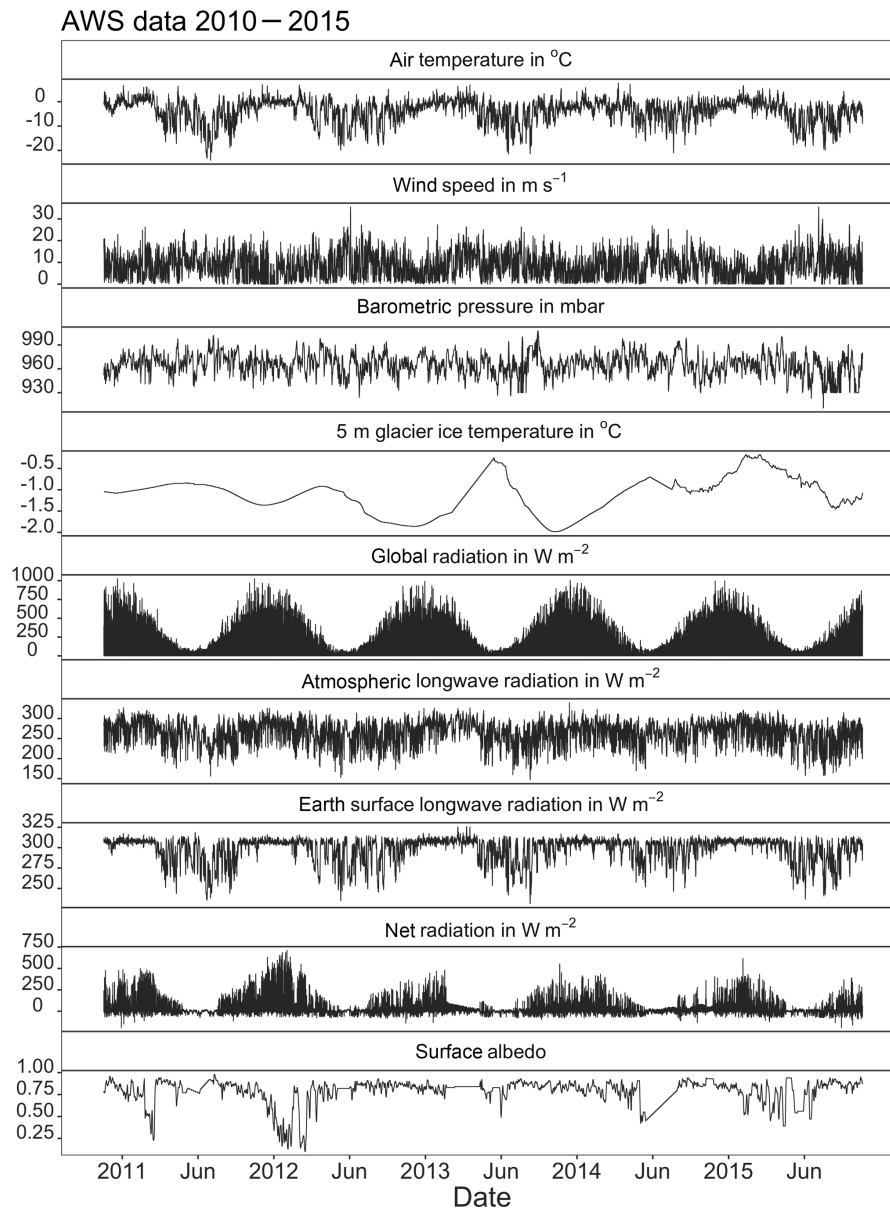 AWS data 2010 − 2015
Air temperature in °C
0
-10
-20
Wind speed in m s⁻¹
30
20
10
0
Barometric pressure in mbar
990
960
930
5 m glacier ice temperature in °C
-0.5
-1.0
-1.5
-2.0
Global radiation in W m⁻²
1000
750
500
250
0
Atmospheric longwave radiation in W m⁻²
300
250
200
150
Earth surface longwave radiation in W m⁻²
325
300
275
250
Net radiation in W m⁻²
750
500
250
0
Surface albedo
1.00
0.75
0.50
0.25
2011 Jun 2012 Jun 2013 Jun 2014 Jun 2015 Jun
Date